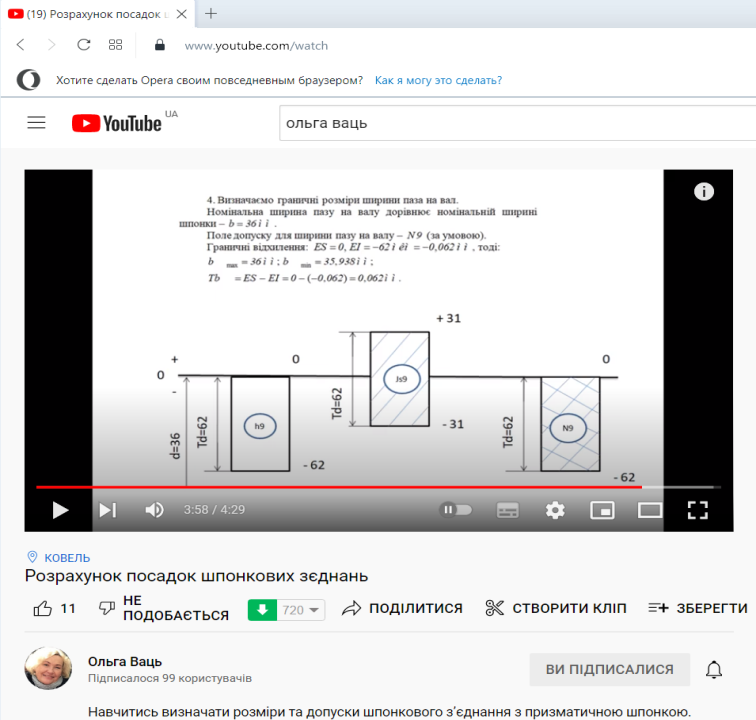 (19) Розрахунок посадок ш
www.youtube.com/watch
Хотите сделать Opera своим повседневным браузером? Как я могу это сделать?
YouTube UA
ольга ваць
4. Визначаємо граничні розміри ширини паза на вал.
Номінальна ширина пазу на валу дорівнює номінальній ширині
шпонки – b = 36 ì ì .
Поле допуску для ширини пазу на валу – N9 (за умовою).
Граничні відхилення: ES = 0, EI = –62 ì êì = –0,062 ì ì , тоді:
b max = 36 ì ì ; b min = 35,938 ì ì ;
Tb = ES – EI = 0 – (–0,062) = 0,062 ì ì .
+ 31
+ 0 0
0 Js9
- Td=62
d=36 Td=62 h9 - 31 Td=62 N9
- 62
- 62
3:58 / 4:29
КОВЕЛЬ
Розрахунок посадок шпонкових зєднань
11 НЕ ПОДОБАЄТЬСЯ 720 ПОДІЛИТИСЯ СТВОРИТИ КЛІП ЗБЕРЕГТИ
Ольга Ваць
Підписалося 99 користувачів
ВИ ПІДПИСАЛИСЯ
Навчитись визначати розміри та допуски шпонкового з’єднання з призматичною шпонкою.